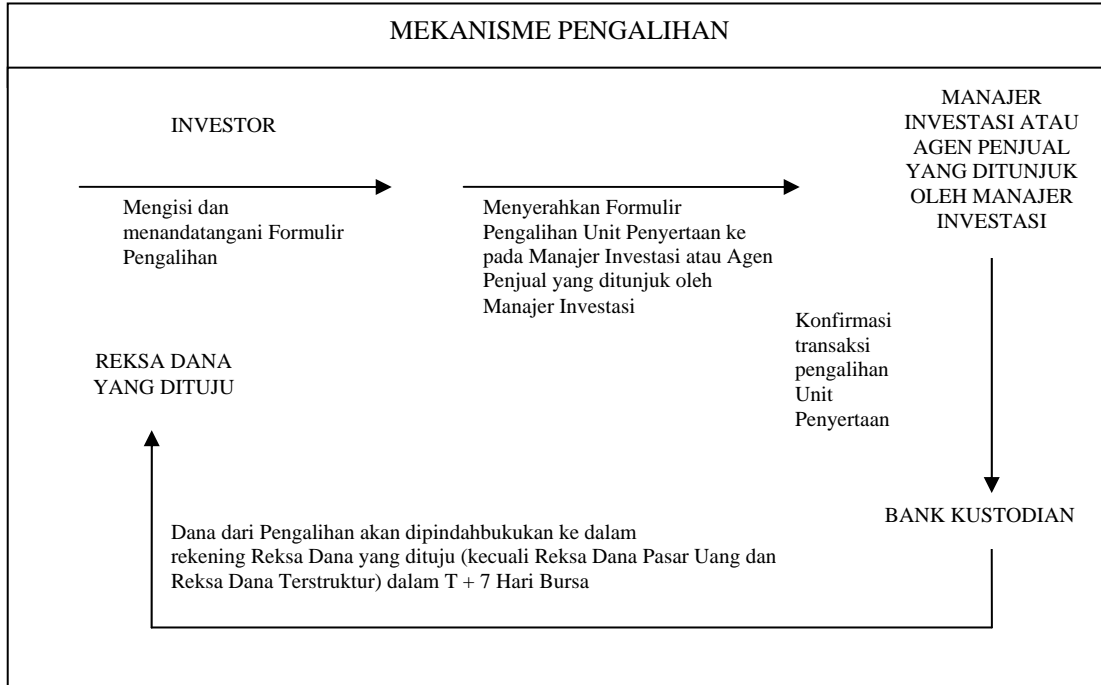 MEKANISME PENGALIHAN
INVESTOR
MANAJER
INVESTASI ATAU
AGEN PENJUAL
YANG DITUNJUK
OLEH MANAJER
INVESTASI
Mengisi dan
menandatangani Formulir
Pengalihan
Menyerahkan Formulir
Pengalihan Unit Penyertaan ke
pada Manajer Investasi atau Agen
Penjual yang ditunjuk oleh
Manajer Investasi
Konfirmasi
transaksi
pengalihan
Unit
Penyertaan
REKSA DANA
YANG DITUJU
BANK KUSTODIAN
Dana dari Pengalihan akan dipindahbukukan ke dalam
rekening Reksa Dana yang dituju (kecuali Reksa Dana Pasar Uang dan
Reksa Dana Terstruktur) dalam T + 7 Hari Bursa